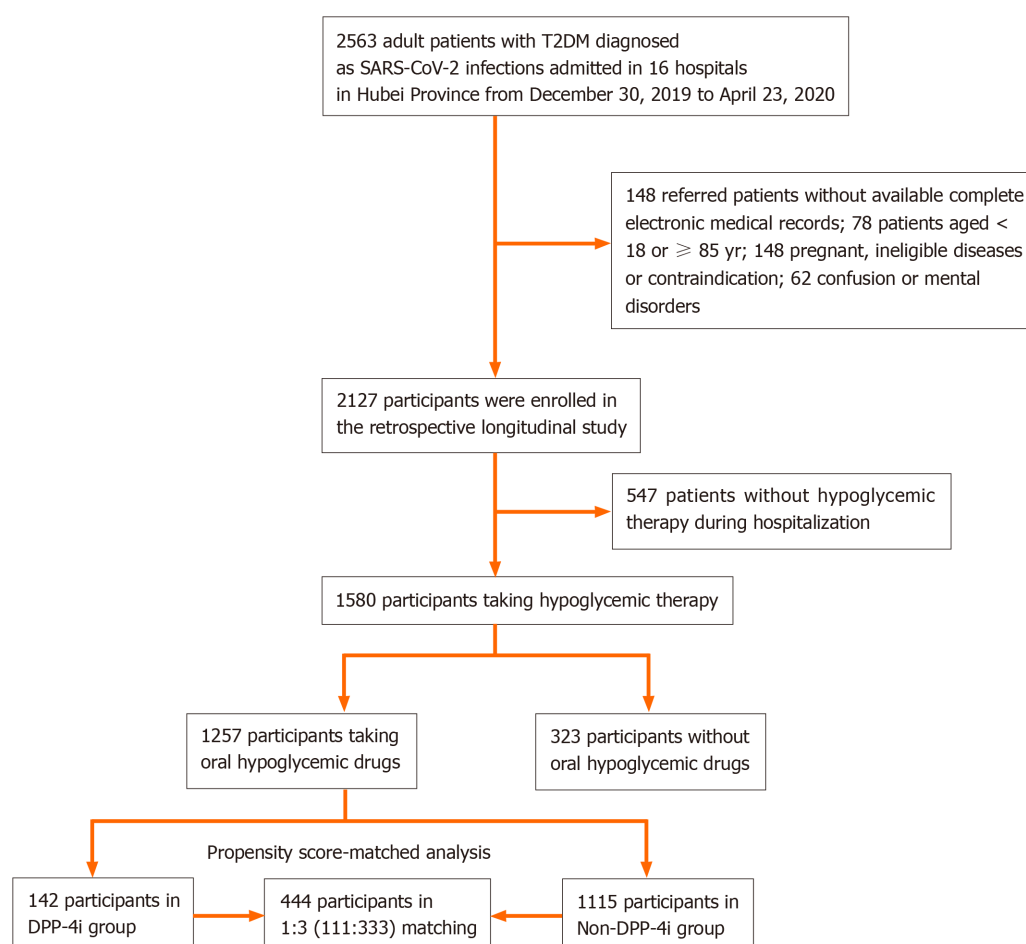 2563 adult patients with T2DM diagnosed
as SARS-CoV-2 infections admitted in 16 hospitals
in Hubei Province from December 30, 2019 to April 23, 2020
148 referred patients without available complete
electronic medical records; 78 patients aged <
18 or ≥ 85 yr; 148 pregnant, ineligible diseases
or contraindication; 62 confusion or mental
disorders
2127 participants were enrolled in
the retrospective longitudinal study
547 patients without hypoglycemic
therapy during hospitalization
1580 participants taking hypoglycemic therapy
1257 participants taking
oral hypoglycemic drugs
323 participants without
oral hypoglycemic drugs
Propensity score-matched analysis
142 participants in
DPP-4i group
444 participants in
1:3 (111:333) matching
1115 participants in
Non-DPP-4i group